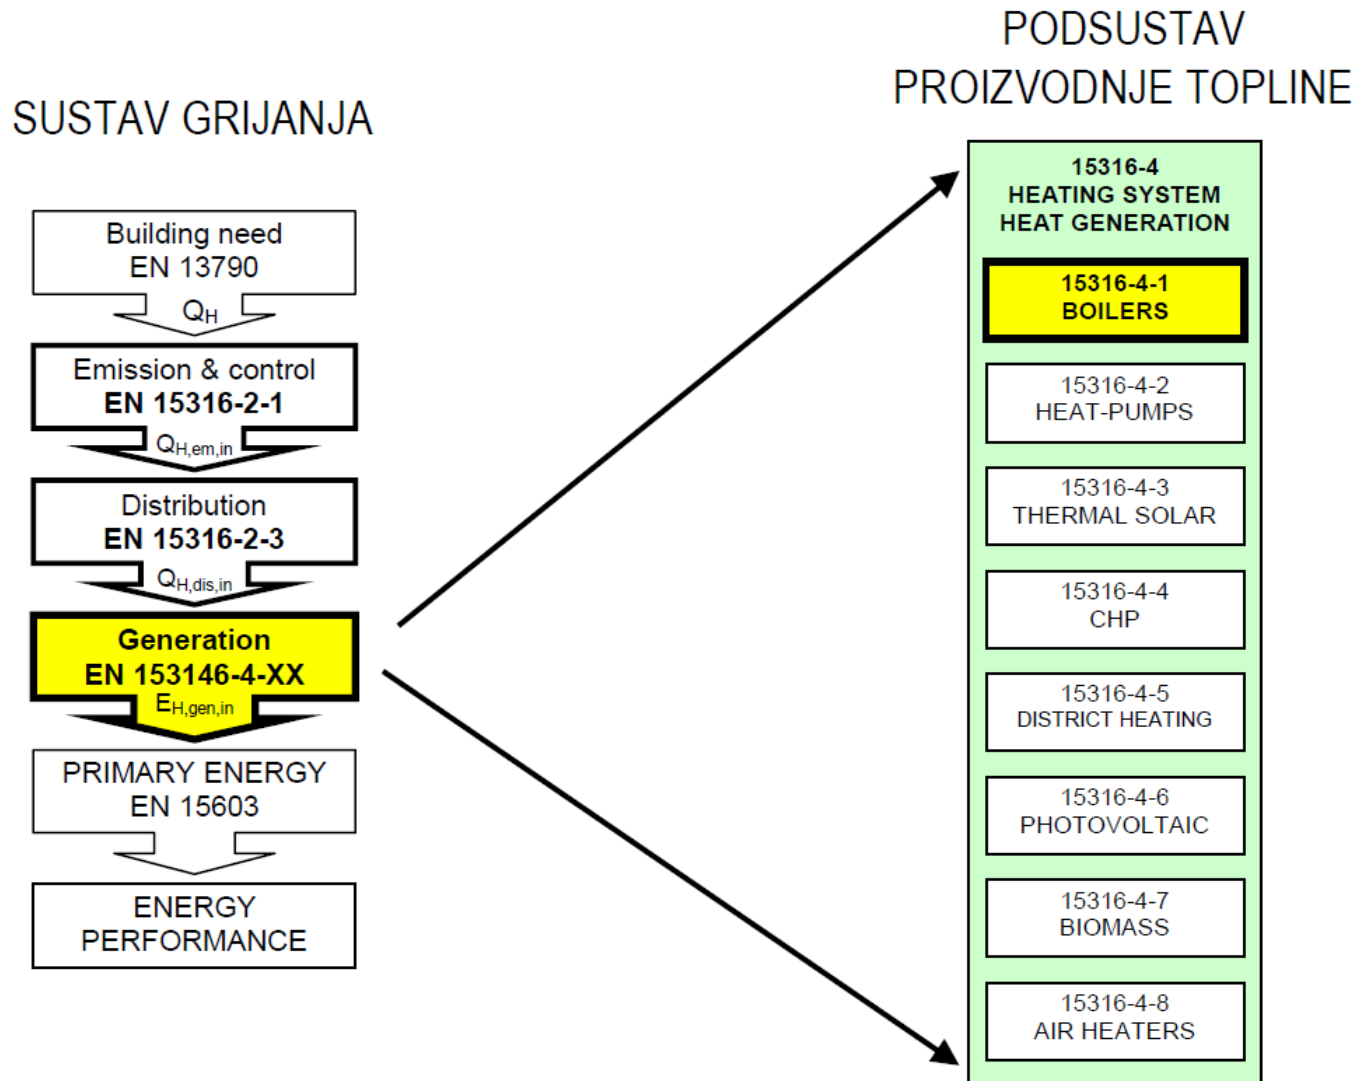 SUSTAV GRIJANJA
Building need
EN 13790
QH
Emission & control
EN 15316-2-1
QH,em,in
Distribution
EN 15316-2-3
QH,dis,in
Generation
EN 153146-4-XX
EH,gen,in
PRIMARY ENERGY
EN 15603
ENERGY
PERFORMANCE
PODSUSTAV
PROIZVODNJE TOPLINE
15316-4
HEATING SYSTEM
HEAT GENERATION
15316-4-1
BOILERS
15316-4-2
HEAT-PUMPS
15316-4-3
THERMAL SOLAR
15316-4-4
CHP
15316-4-5
DISTRICT HEATING
15316-4-6
PHOTOVOLTAIC
15316-4-7
BIOMASS
15316-4-8
AIR HEATERS